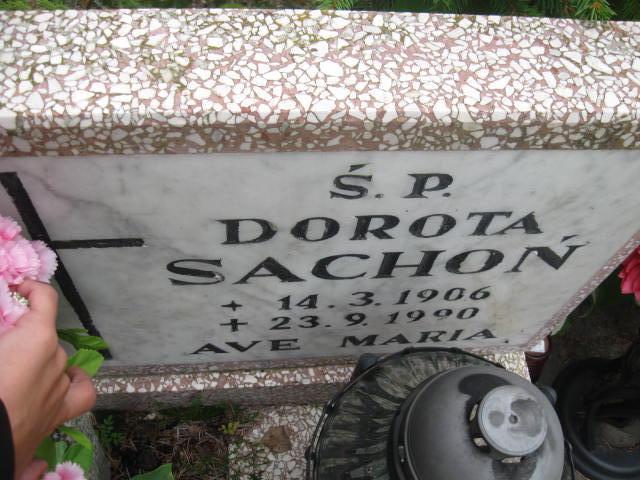 Ś. P.
DOROTA
SACHOŃ
+ 14. 3. 1906
+ 23. 9. 1990
AVE MARIA.